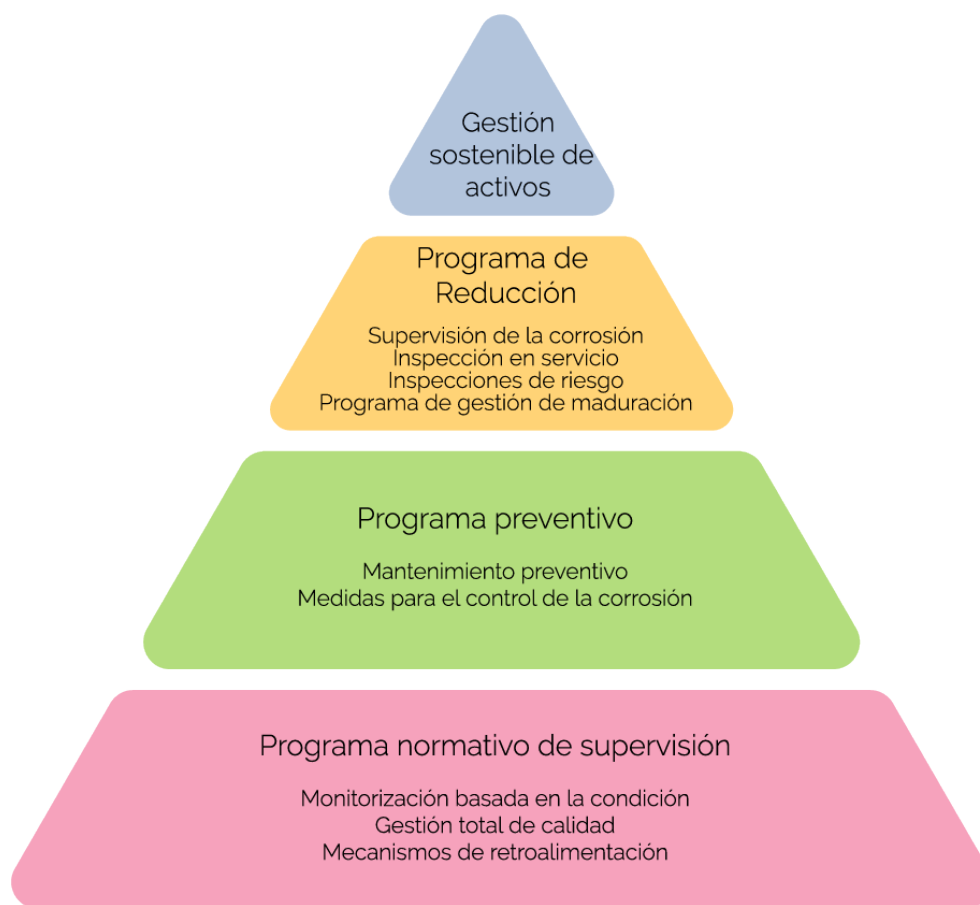 Gestión
sostenible de
activos
Programa de
Reducción
Supervisión de la corrosión
Inspección en servicio
Inspecciones de riesgo
Programa de gestión de maduración
Programa preventivo
Mantenimiento preventivo
Medidas para el control de la corrosión
Programa normativo de supervisión
Monitorización basada en la condición
Gestión total de calidad
Mecanismos de retroalimentación